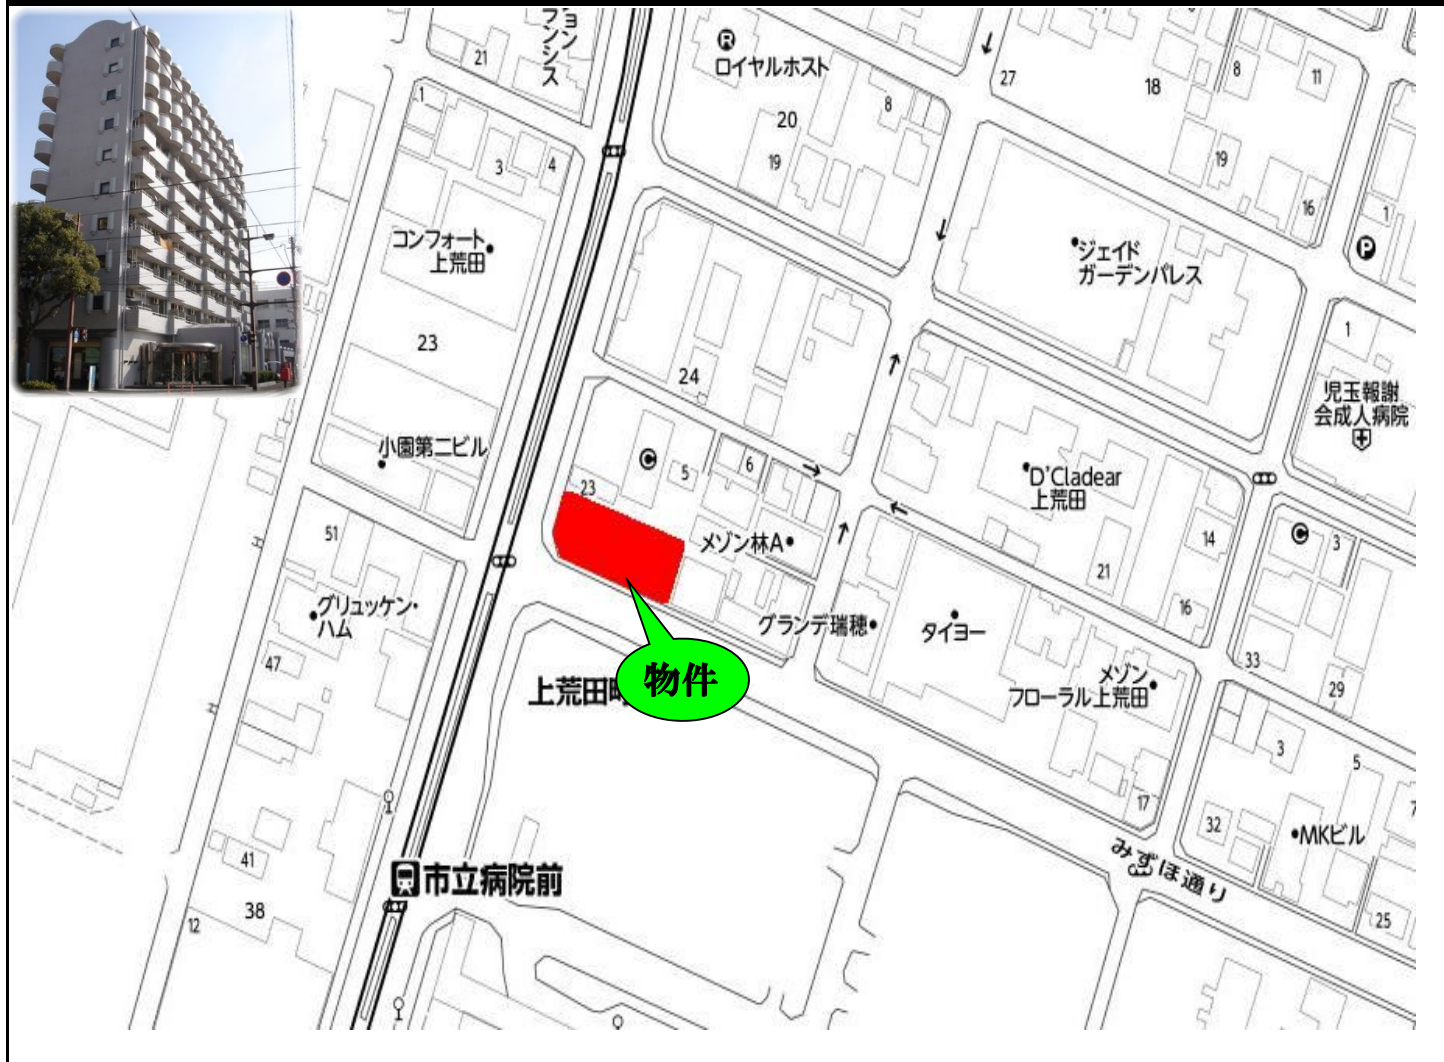 ション
フランシス
21
1
3
4
コンフォート
上荒田
23
小園第二ビル
51
グリュッケン・
ハム
47
41
38
12
市立病院前
R
ロイヤルホスト
20
19
8
24
C
5
6
23
メゾン林A
グランデ瑞穂
物件
上荒田
27
18
8
11
19
16
1
P
ジェイド
ガーデンパレス
1
児玉報謝
会成人病院
D'Cladear
上荒田
14
21
16
タイヨー
メゾン
フローラル上荒田
17
C
3
33
29
3
5
7
32
MKビル
25
みずほ通り